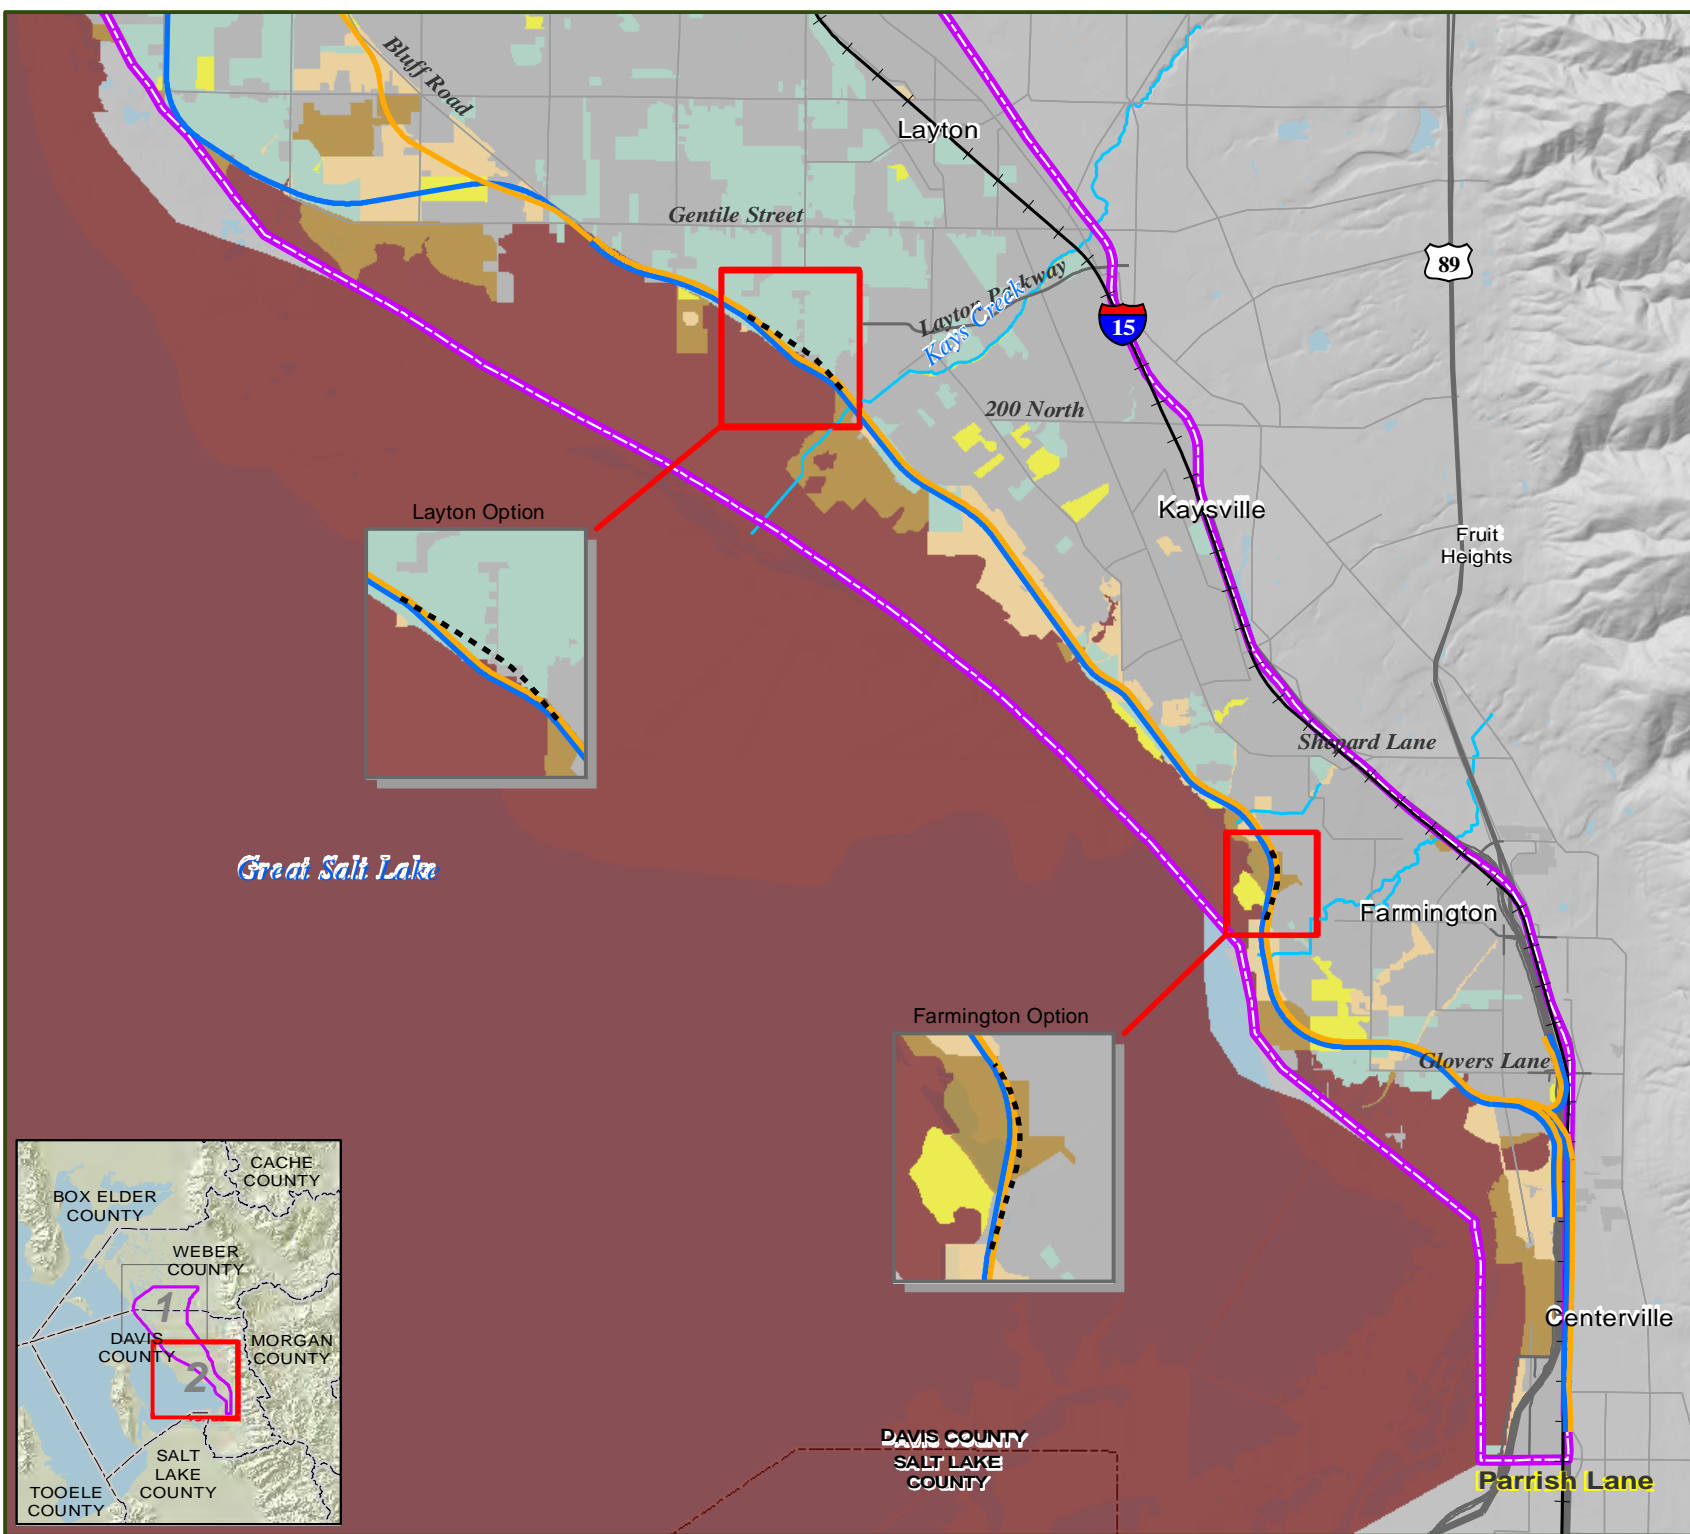 Bluff Road
Layton
Gentile Street
89
Layton Parkway
Kays Creek
15
200 North
Kaysville
Layton Option
Fruit
Heights
Shepard Lane
Great Salt Lake
Farmington
Farmington Option
Glovers Lane
CACHE
COUNTY
BOX ELDER
COUNTY
WEBER
COUNTY
1
DAVIS
COUNTY
MORGAN
COUNTY
2
SALT
LAKE
COUNTY
TOOELE
COUNTY
Centerville
DAVIS COUNTY
SALT LAKE
COUNTY
Parrish Lane